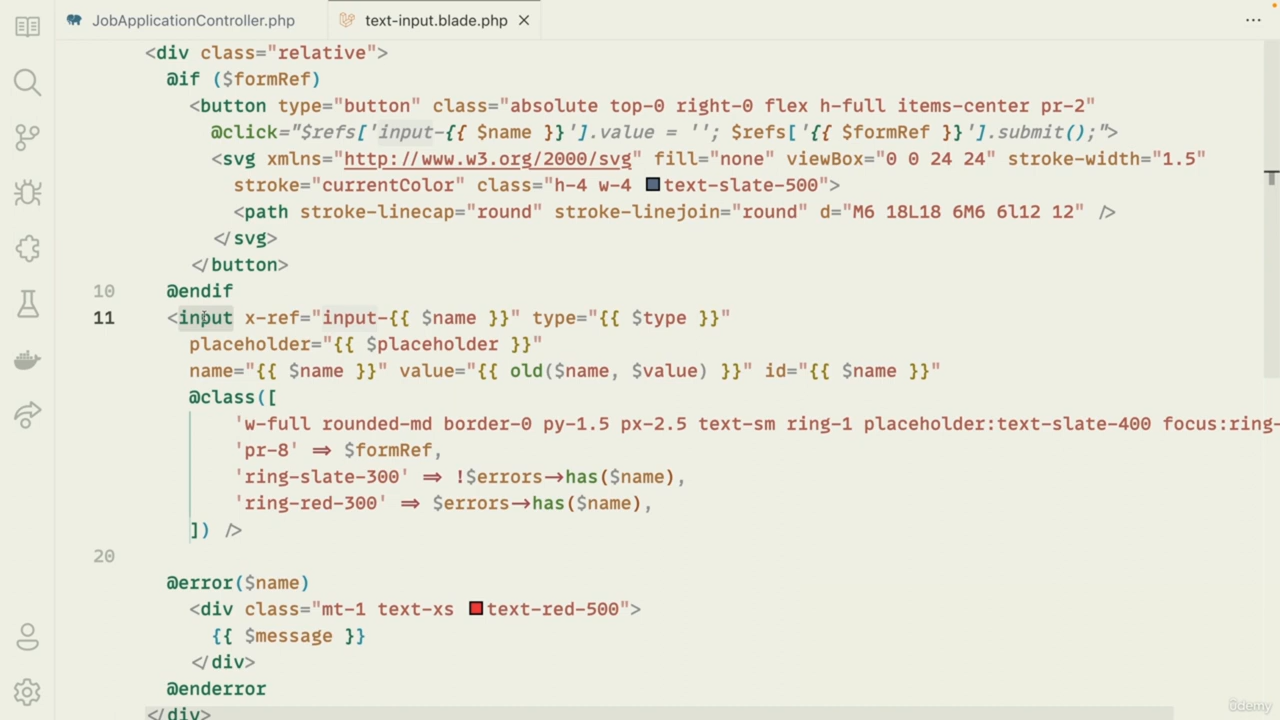 JobApplicationController.php
text-input.blade.php
<div class="relative">
@if ($formRef)
<button type="button" class="absolute top-0 right-0 flex h-full items-center pr-2"
@click="$refs['input-{{ $name }}'].value = ''; $refs['{{ $formRef }}'].submit();">
<svg xmlns="http://www.w3.org/2000/svg" fill="none" viewBox="0 0 24 24" stroke-width="1.5"
stroke="currentColor" class="h-4 w-4 text-slate-500">
<path stroke-linecap="round" stroke-linejoin="round" d="M6 18L18 6M6 6l12 12" />
</svg>
</button>
10 @endif
11 <input x-ref="input-{{ $name }}" type="{{ $type }}"
placeholder="{{ $placeholder }}"
name="{{ $name }}" value="{{ old($name, $value) }}" id="{{ $name }}"
@class([
'w-full rounded-md border-0 py-1.5 px-2.5 text-sm ring-1 placeholder:text-slate-400 focus:ring-
'pr-8' => $formRef,
'ring-slate-300' => !$errors->has($name),
'ring-red-300' => $errors->has($name),
]) />
20
@error($name)
<div class="mt-1 text-xs text-red-500">
{{ $message }}
</div>
@enderror
</div>
ûdemy